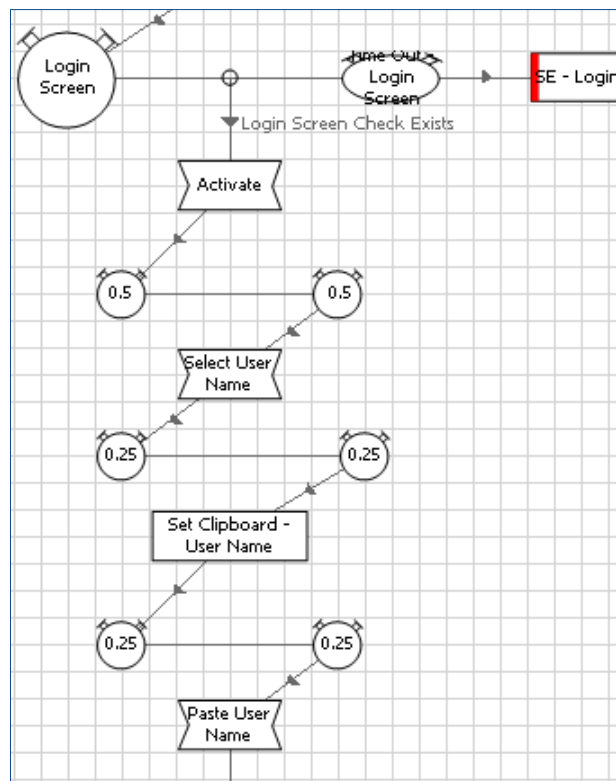 Login
Screen
Time Out -
Login
Screen
SE - Login
Login Screen Check Exists
Activate
0.5
0.5
Select User
Name
0.25
0.25
Set Clipboard -
User Name
0.25
0.25
Paste User
Name